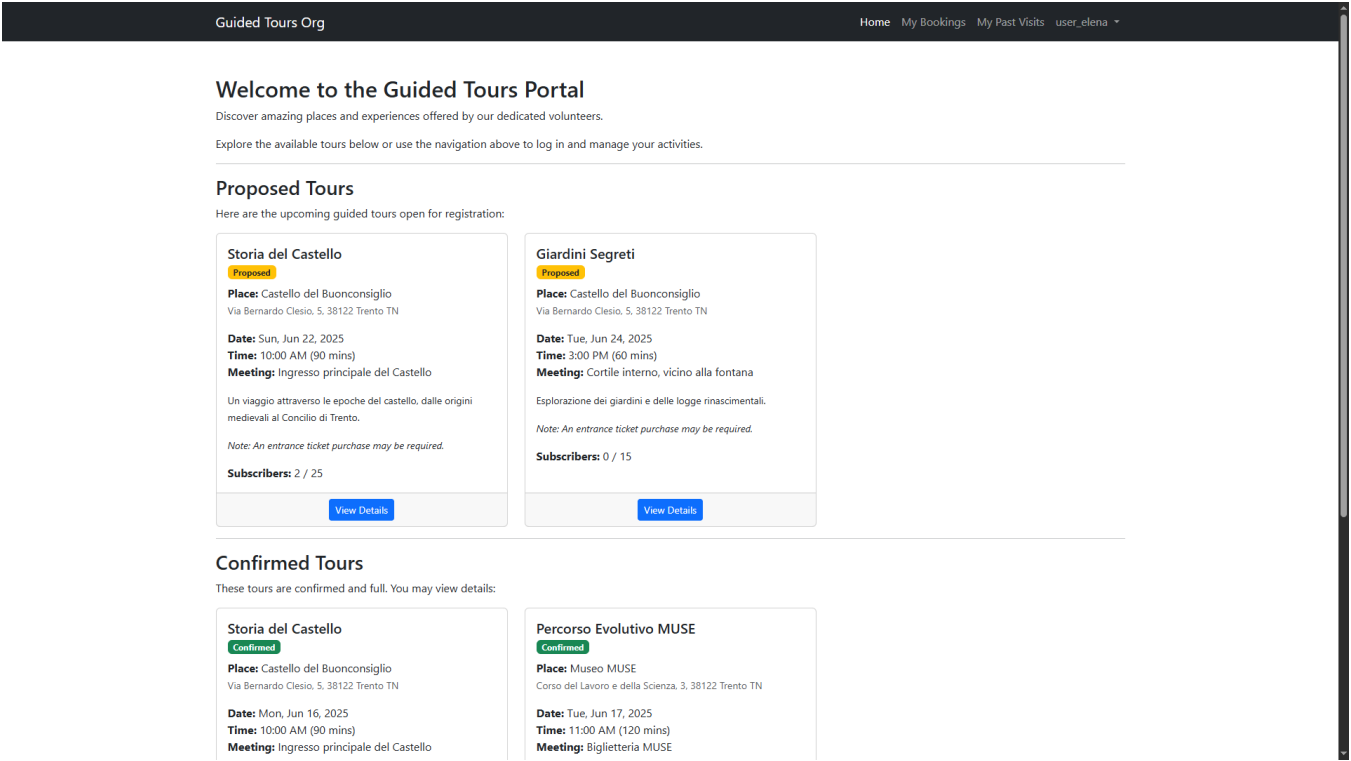 Guided Tours Org
Home My Bookings My Past Visits user_elena
Welcome to the Guided Tours Portal
Discover amazing places and experiences offered by our dedicated volunteers.
Explore the available tours below or use the navigation above to log in and manage your activities.
Proposed Tours
Here are the upcoming guided tours open for registration:
Storia del Castello
Proposed
Place: Castello del Buonconsiglio
Via Bernardo Clesio, 5, 38122 Trento TN
Date: Sun, Jun 22, 2025
Time: 10:00 AM (90 mins)
Meeting: Ingresso principale del Castello
Un viaggio attraverso le epoche del castello, dalle origini
medievali al Concilio di Trento.
Note: An entrance ticket purchase may be required.
Subscribers: 2 / 25
View Details
Giardini Segreti
Proposed
Place: Castello del Buonconsiglio
Via Bernardo Clesio, 5, 38122 Trento TN
Date: Tue, Jun 24, 2025
Time: 3:00 PM (60 mins)
Meeting: Cortile interno, vicino alla fontana
Esplorazione dei giardini e delle logge rinascimentali.
Note: An entrance ticket purchase may be required.
Subscribers: 0 / 15
View Details
Confirmed Tours
These tours are confirmed and full. You may view details:
Storia del Castello
Confirmed
Place: Castello del Buonconsiglio
Via Bernardo Clesio, 5, 38122 Trento TN
Date: Mon, Jun 16, 2025
Time: 10:00 AM (90 mins)
Meeting: Ingresso principale del Castello
Percorso Evolutivo MUSE
Confirmed
Place: Museo MUSE
Corso del Lavoro e della Scienza, 3, 38122 Trento TN
Date: Tue, Jun 17, 2025
Time: 11:00 AM (120 mins)
Meeting: Biglietteria MUSE